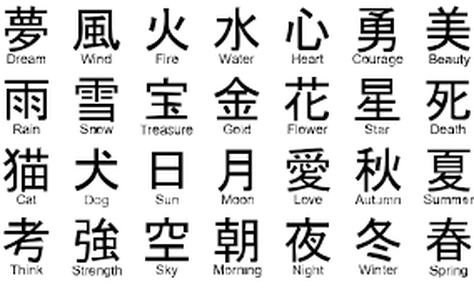 夢 風 火 水 心 勇 美
Dream Wind Fire Water Heart Courage Beauty
雨 雪 宝 金 花 星 死
Rain Snow Treasure Gold Flower Star Death
猫 犬 日 月 愛 秋 夏
Cat Dog Sun Moon Love Autumn Summer
考 強 空 朝 夜 冬 春
Think Strength Sky Morning Night Winter Spring